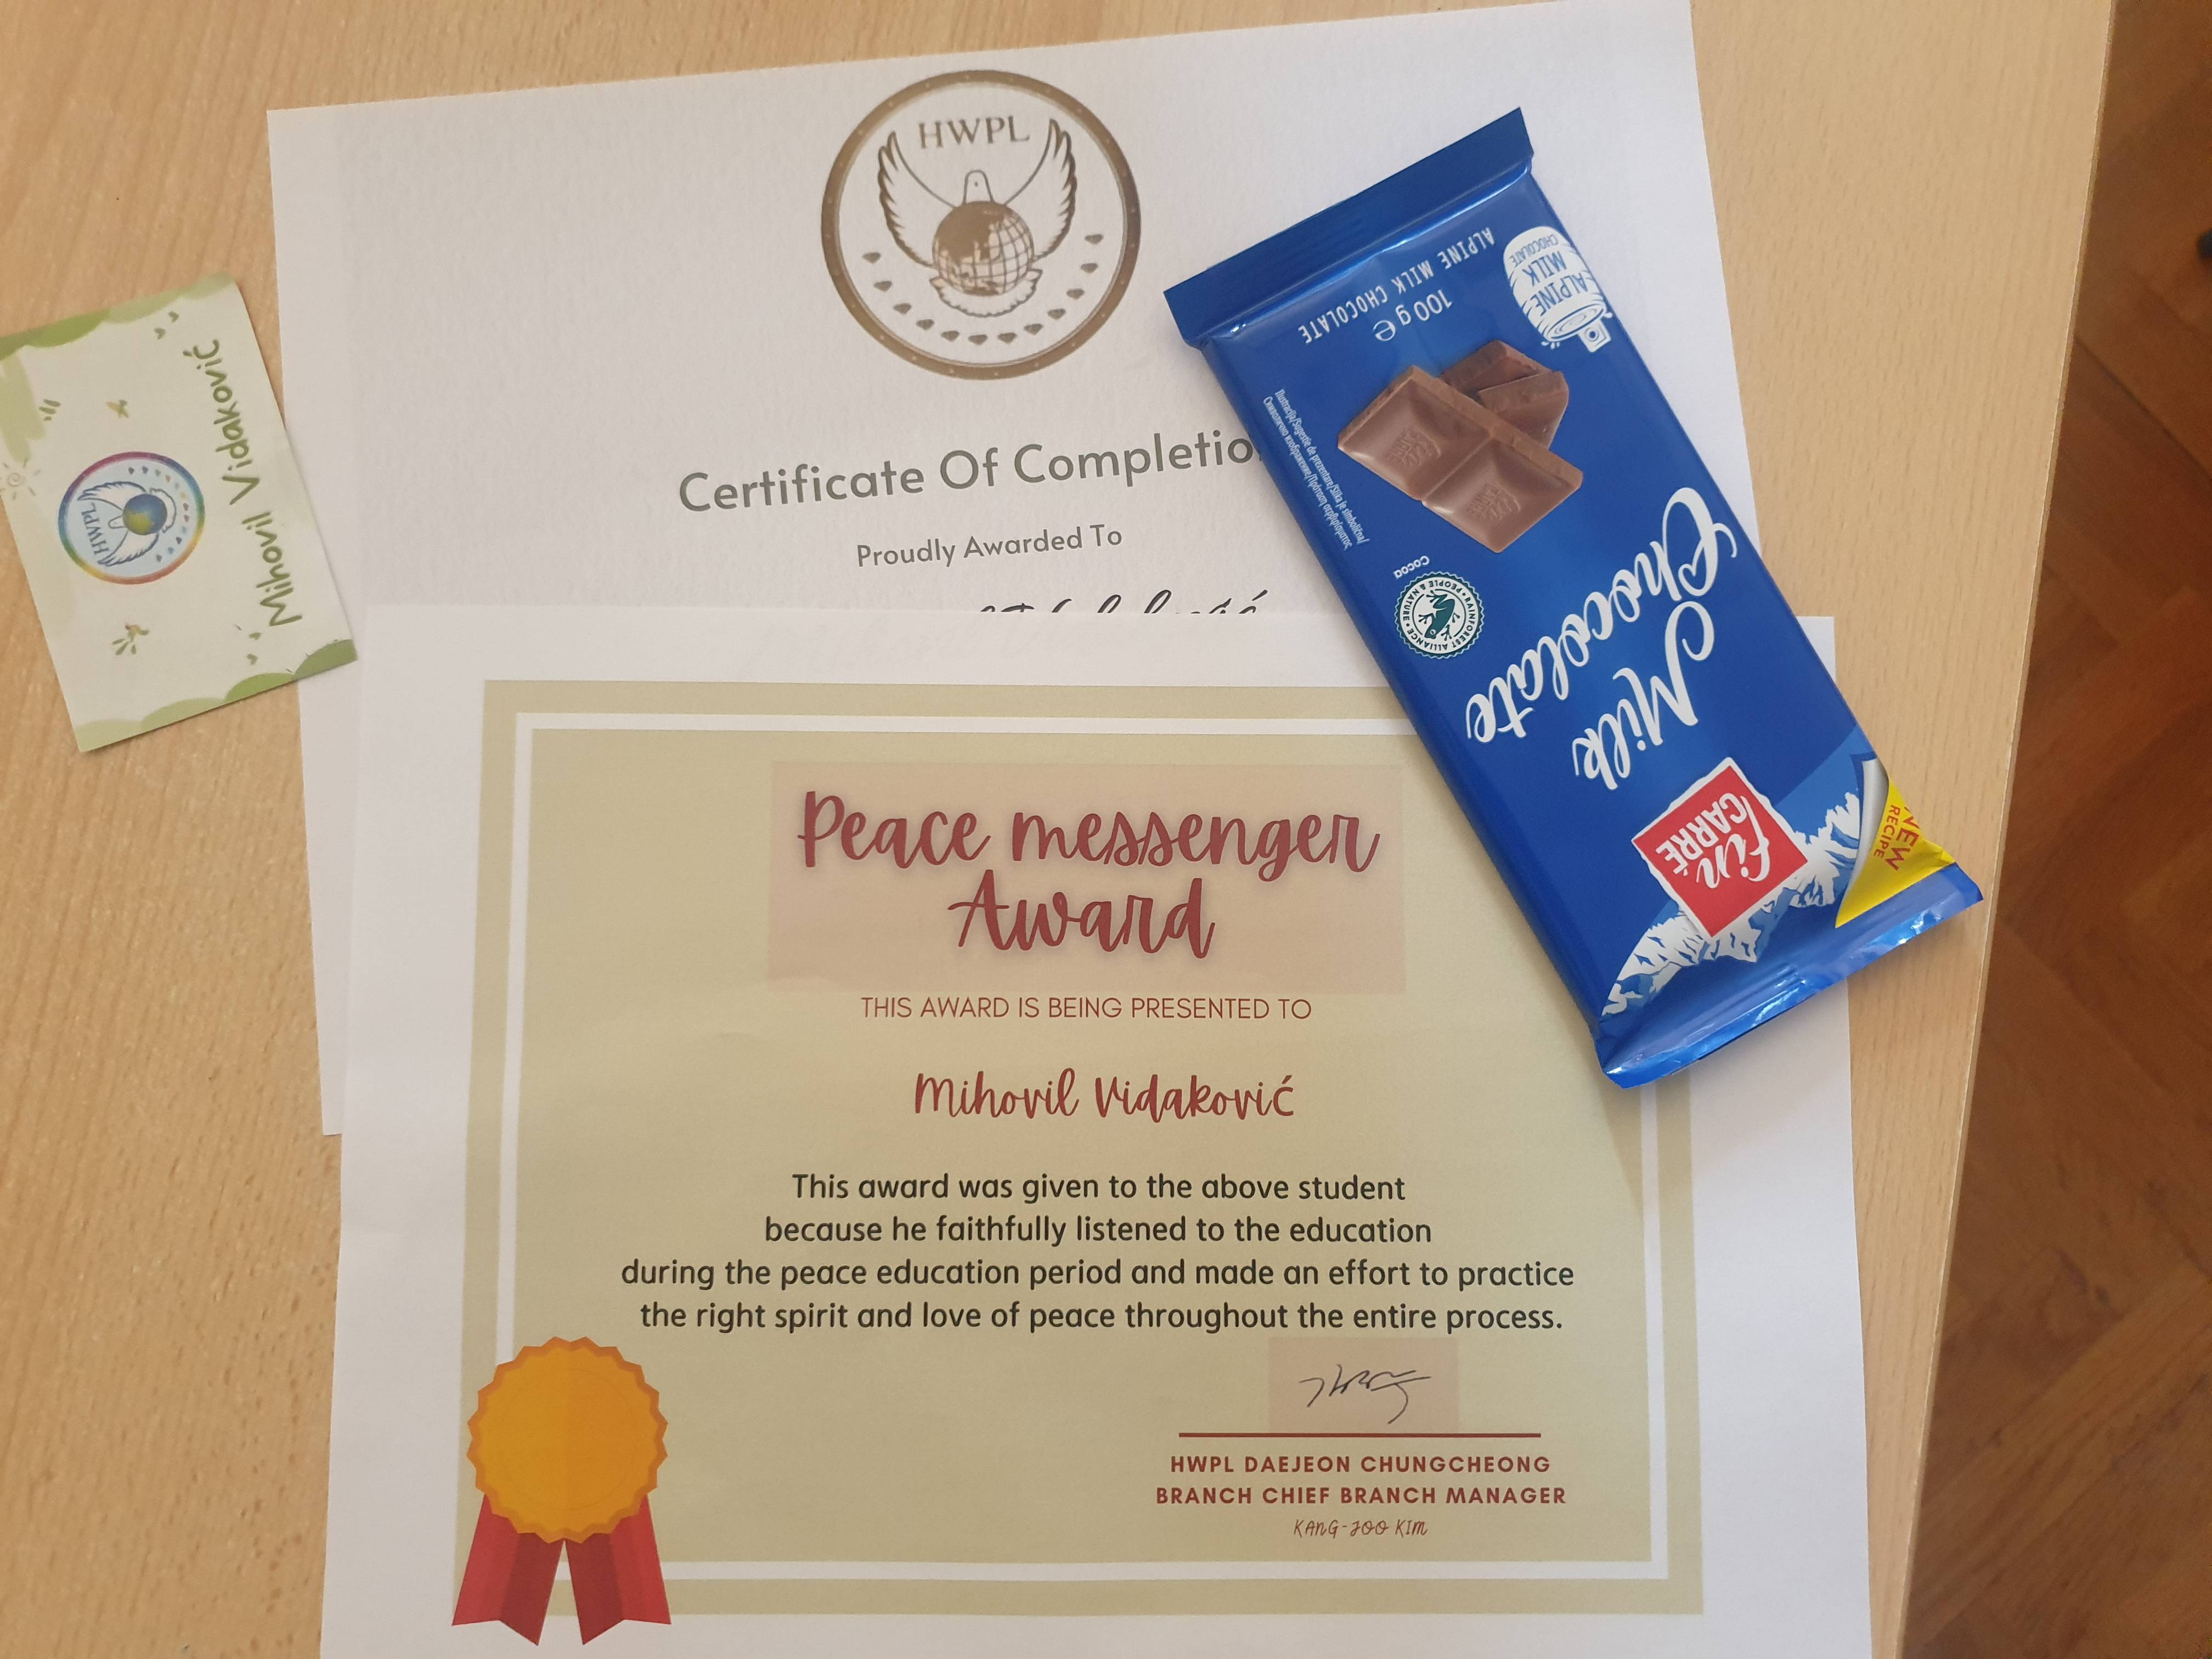 HWPL
Certificate Of Completio
Proudly Awarded To
HWPL
Mihovil Vidaković
Peace messenger
Award
THIS AWARD IS BEING PRESENTED TO
Mihovil Vidaković
This award was given to the above student
because he faithfully listened to the education
during the peace education period and made an effort to practice
the right spirit and love of peace throughout the entire process.
HWPL DAEJEON CHUNGCHEONG
BRANCH CHIEF BRANCH MANAGER
KANG-JOO KIM
fin
CARRÉ
NEW
RECIPE
Milk
Chocolate
RAINFOREST ALLIANCE • PEOPLE & NATURE •
COCOA
100 g e
ALPINE MILK CHOCOLATE
ALPINE
MILK
CHOCOLATE